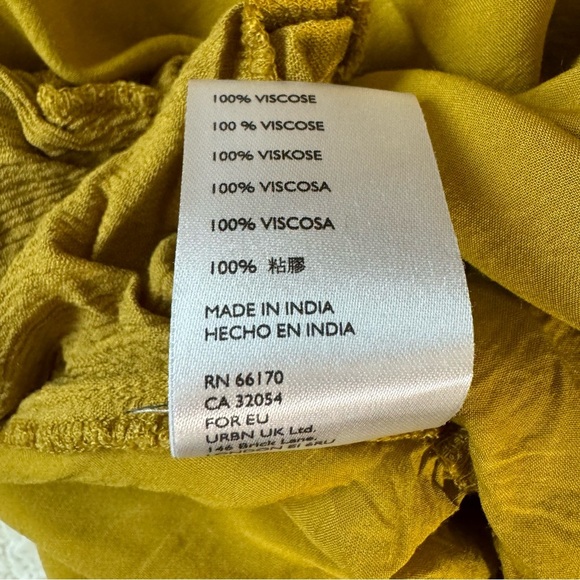 100% VISCOSE
100 % VISCOSE
100% VISKOSE
100% VISCOSA
100% VISCOSA
100% 粘膠
MADE IN INDIA
HECHO EN INDIA
RN 66170
CA 32054
FOR EU
URBN UK Ltd.
146 Brick Lane,